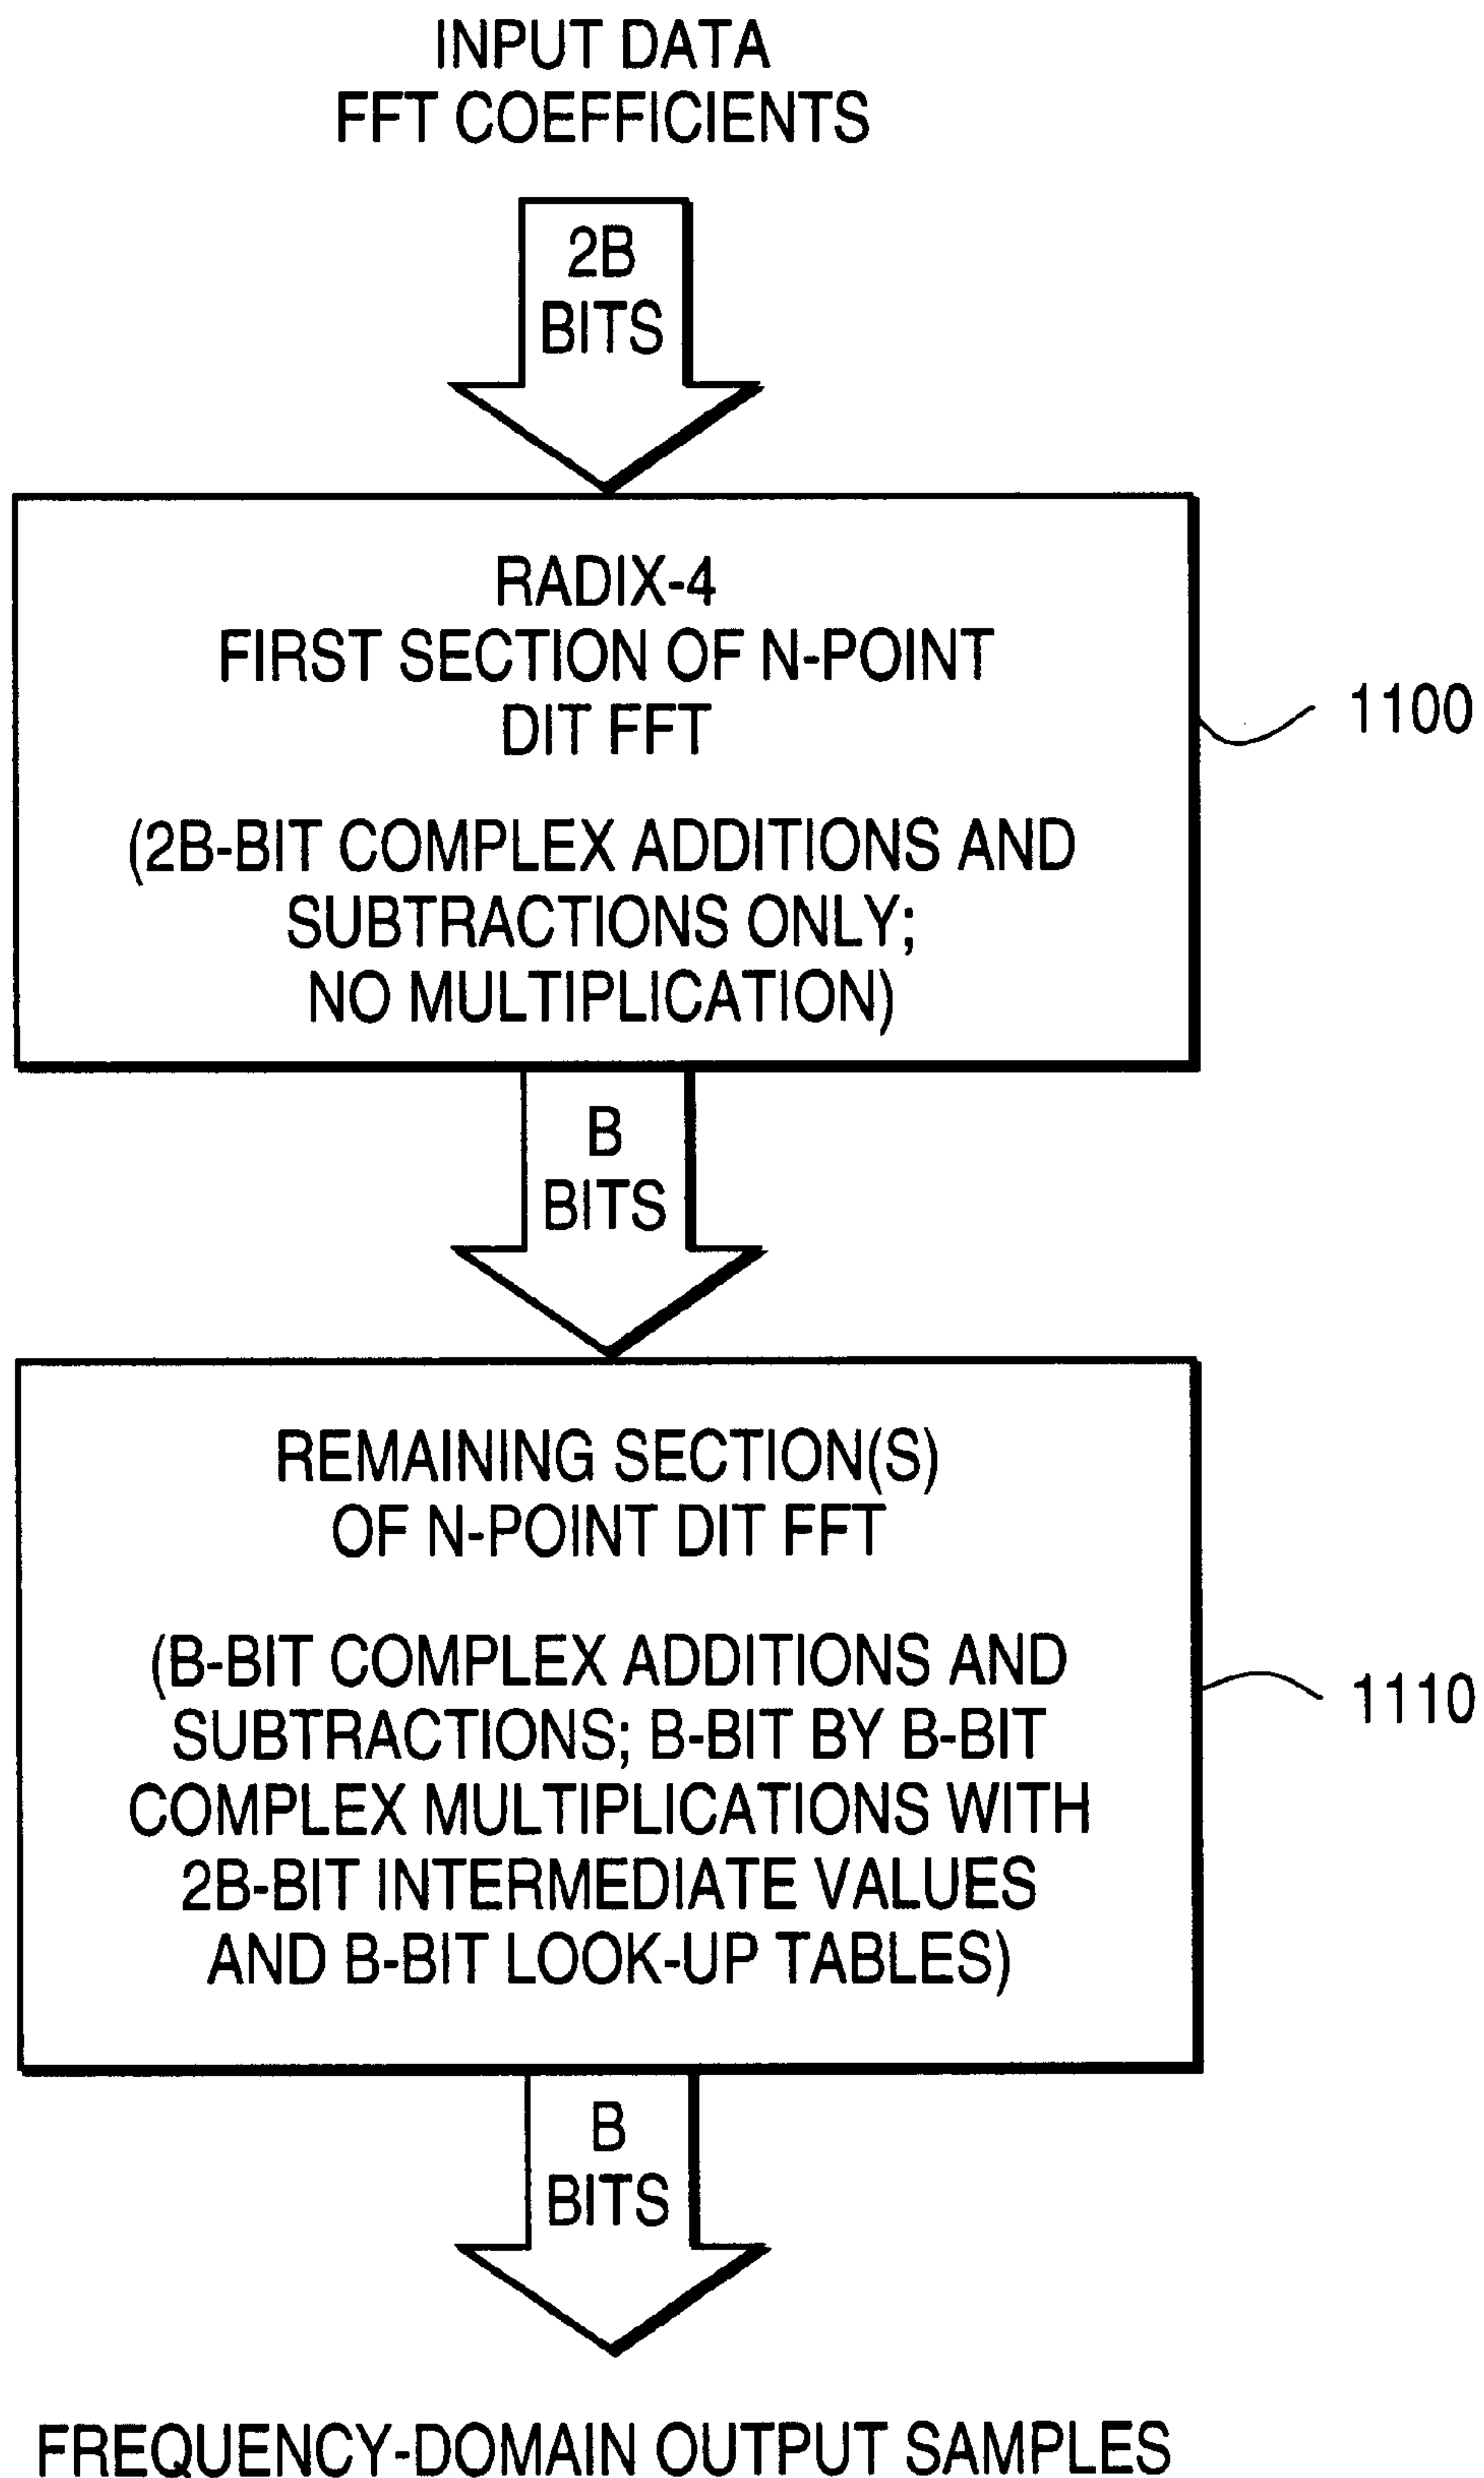 INPUT DATA
FFT COEFFICIENTS
2B
BITS
RADIX-4
FIRST SECTION OF N-POINT
DIT FFT
(2B-BIT COMPLEX ADDITIONS AND
SUBTRACTIONS ONLY;
NO MULTIPLICATION)
1100
B
BITS
REMAINING SECTION(S)
OF N-POINT DIT FFT
(B-BIT COMPLEX ADDITIONS AND
SUBTRACTIONS; B-BIT BY B-BIT
COMPLEX MULTIPLICATIONS WITH
2B-BIT INTERMEDIATE VALUES
AND B-BIT LOOK-UP TABLES)
1110
B
BITS
FREQUENCY-DOMAIN OUTPUT SAMPLES